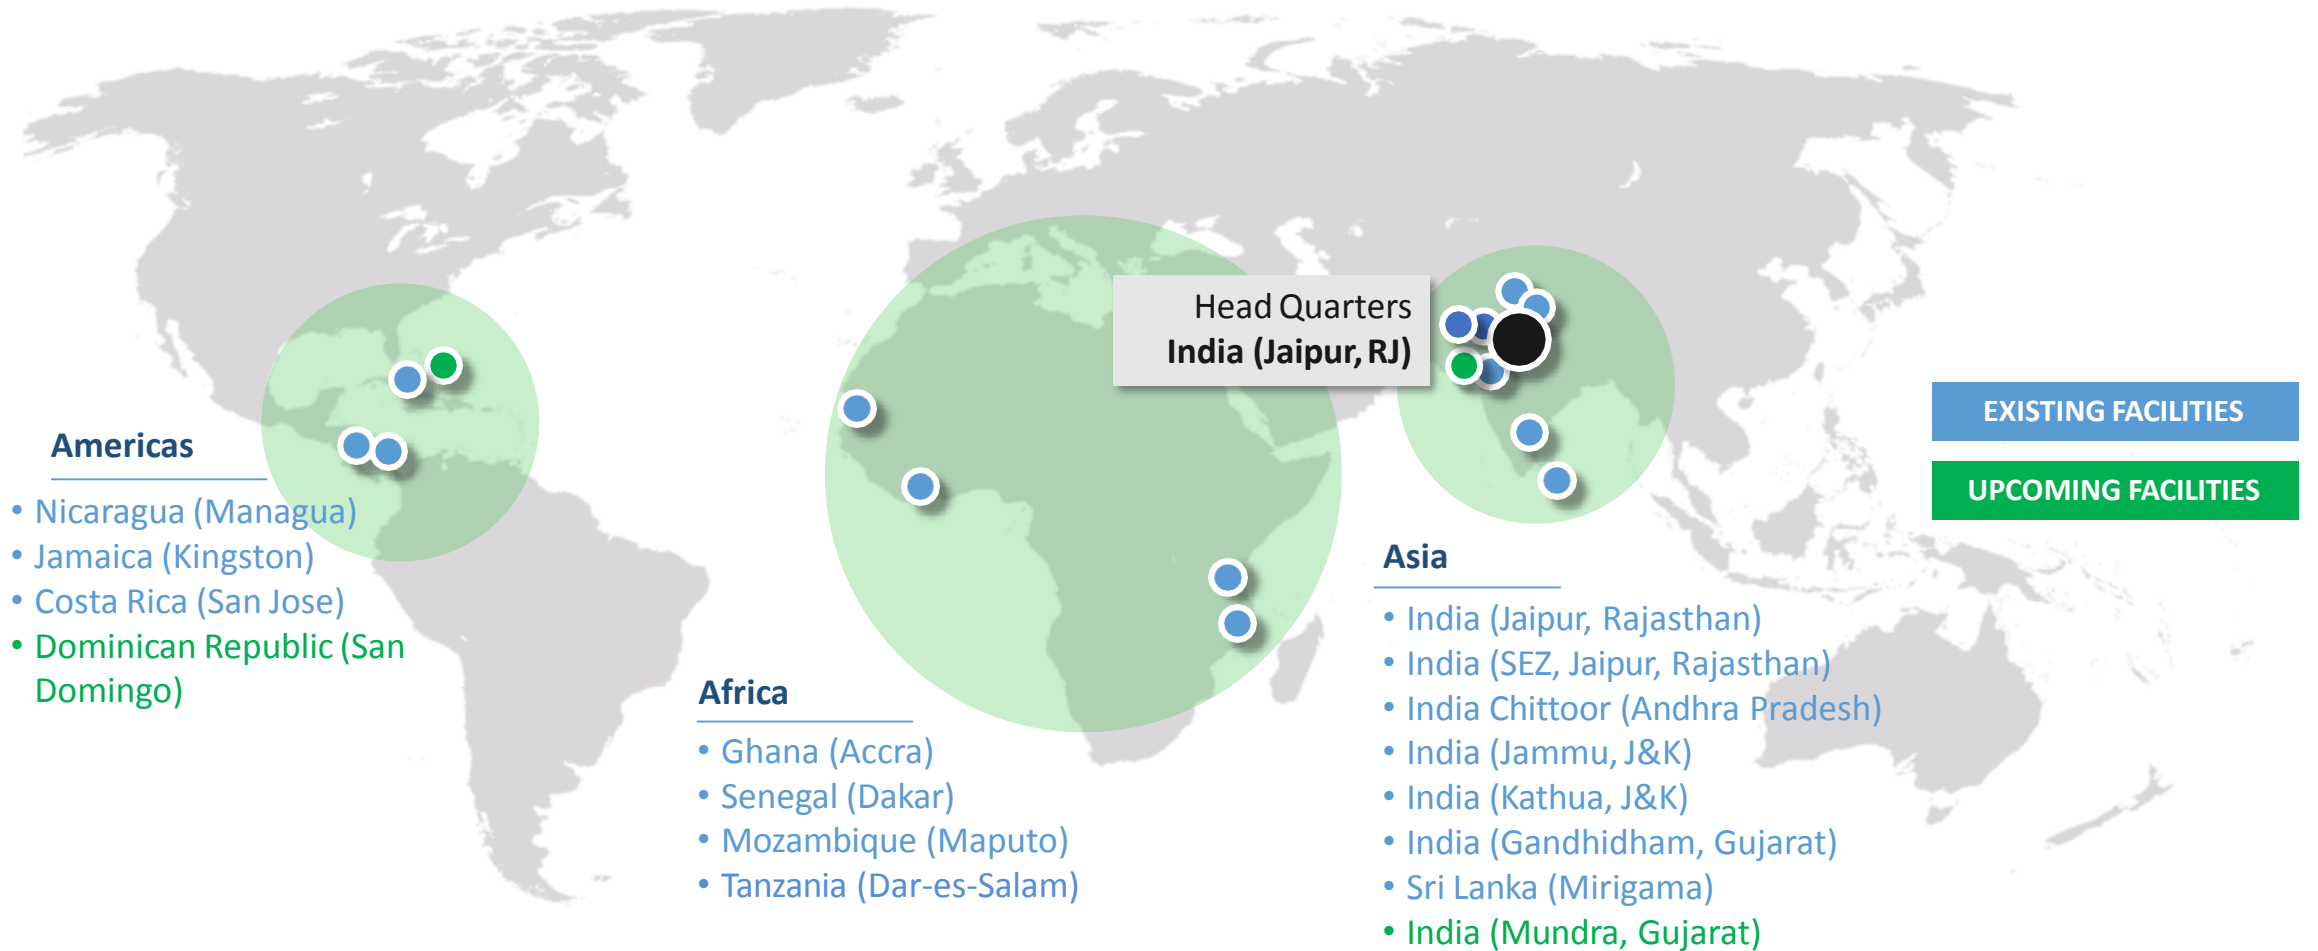 Head Quarters
India (Jaipur, RJ)
EXISTING FACILITIES
UPCOMING FACILITIES
Americas
• Nicaragua (Managua)
• Jamaica (Kingston)
• Costa Rica (San Jose)
• Dominican Republic (San
Domingo)
Africa
• Ghana (Accra)
• Senegal (Dakar)
• Mozambique (Maputo)
• Tanzania (Dar-es-Salam)
Asia
• India (Jaipur, Rajasthan)
• India (SEZ, Jaipur, Rajasthan)
• India Chittoor (Andhra Pradesh)
• India (Jammu, J&K)
• India (Kathua, J&K)
• India (Gandhidham, Gujarat)
• Sri Lanka (Mirigama)
• India (Mundra, Gujarat)